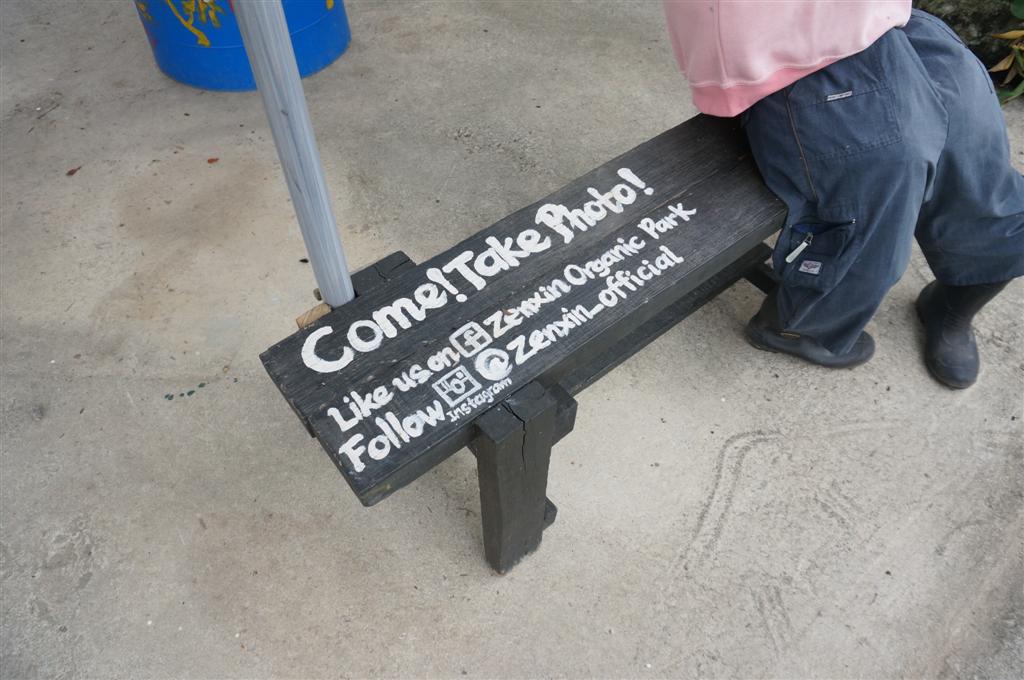 Come! Take Photo!
Like us on f Zenxin Organic Park
Follow @Zenxin_official
Instagram